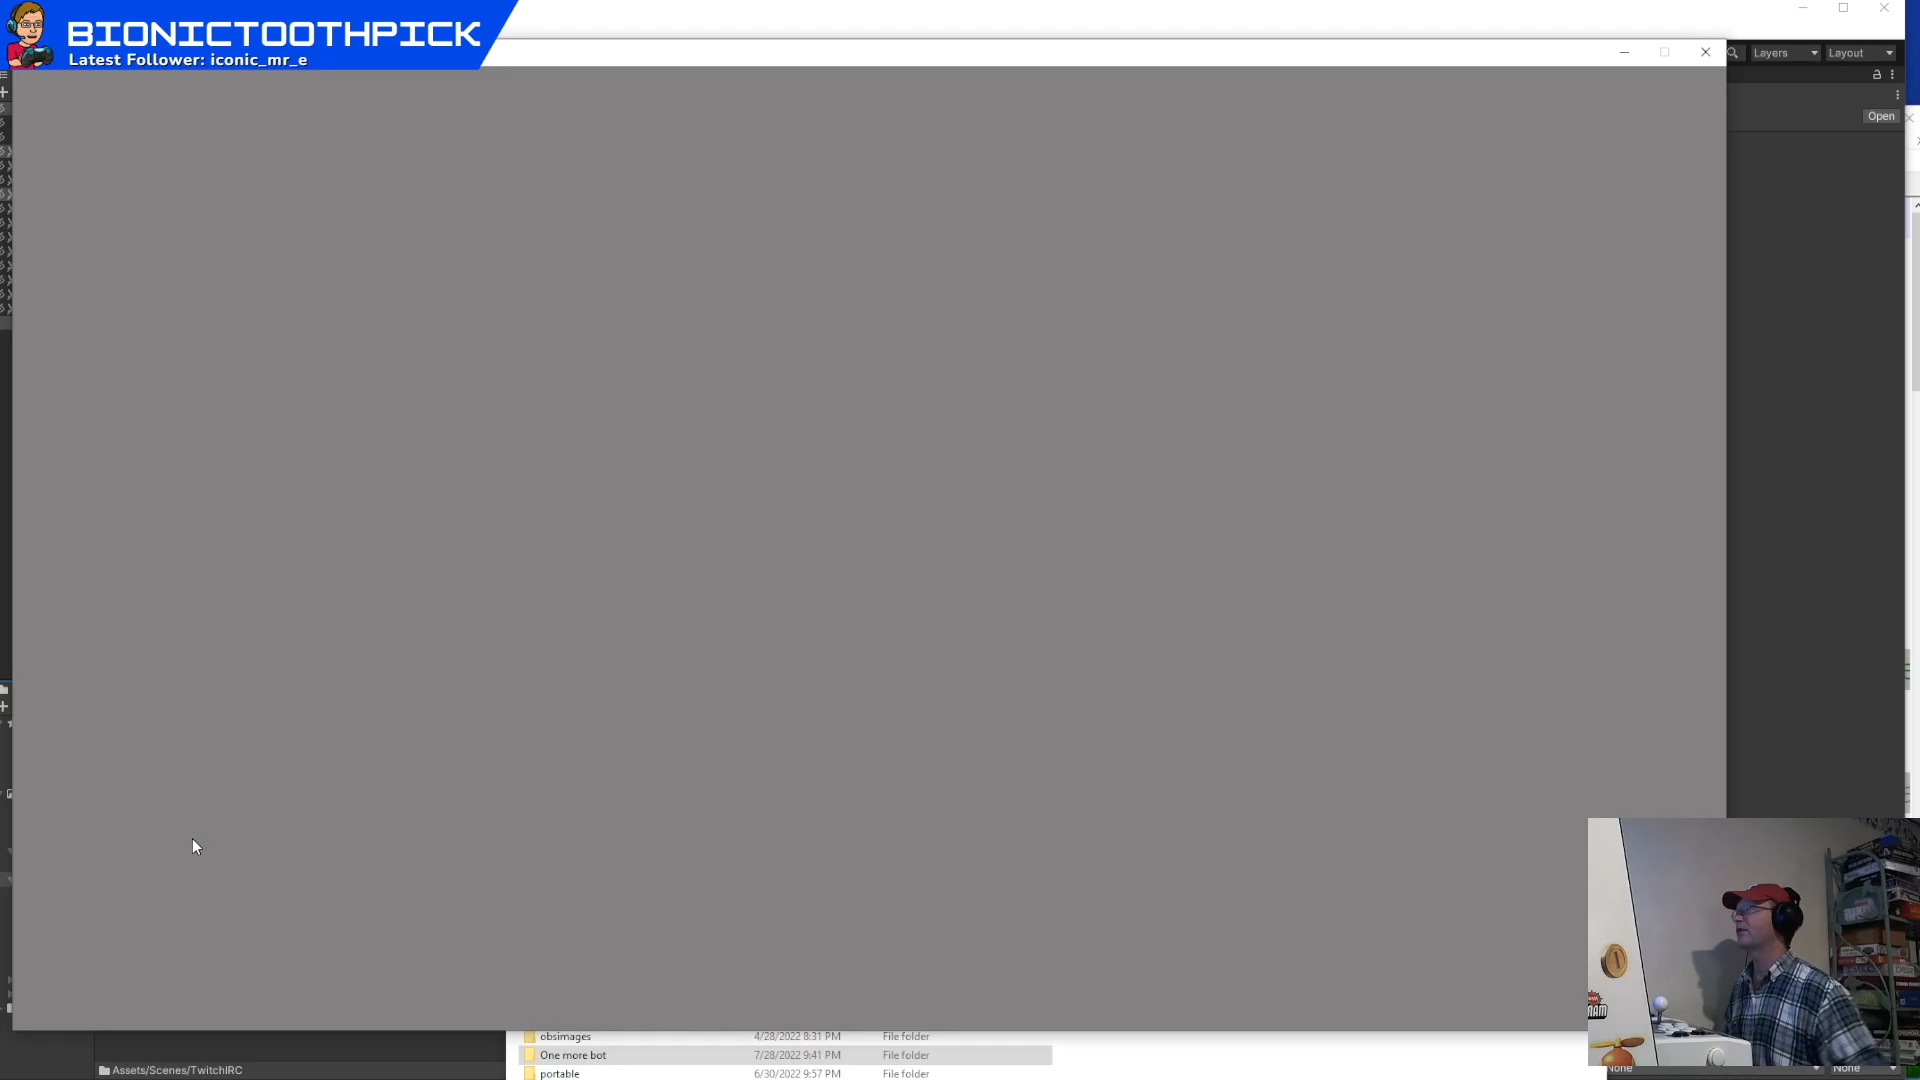 BIONICTOOTHPICK
Latest Follower: iconic_mr_e
Layers
Layout
Open
obsimages 4/28/2022 8:31 PM File folder
One more bot 7/28/2022 9:41 PM File folder
portable 6/30/2022 9:57 PM File folder
Assets/Scenes/TwitchIRC
None
None